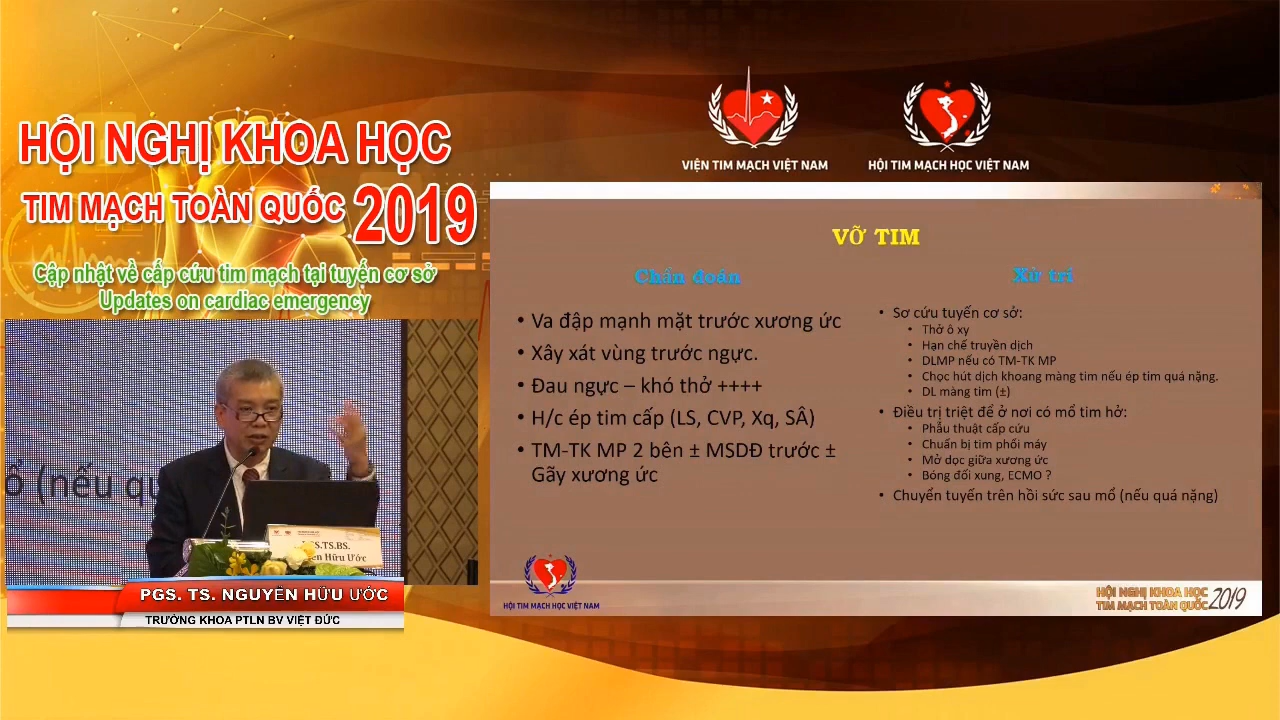 HỘI NGHỊ KHOA HỌC
TIM MẠCH TOÀN QUỐC 2019
Cập nhật về cấp cứu tim mạch tại tuyến cơ sở
Updates on cardiac emergency
VIỆN TIM MẠCH VIỆT NAM
HỘI TIM MẠCH HỌC VIỆT NAM
VỠ TIM
Chẩn đoán
• Va đập mạnh mặt trước xương ức
• Xây xát vùng trước ngực.
• Đau ngực – khó thở ++++
• H/c ép tim cấp (LS, CVP, Xq, SÂ)
• TM-TK MP 2 bên ± MSDĐ trước ±
Gãy xương ức
Xử trí
• Sơ cứu tuyến cơ sở:
• Thở ô xy
• Hạn chế truyền dịch
• DLMP nếu có TM-TK MP
• Chọc hút dịch khoang màng tim nếu ép tim quá nặng.
• DL màng tim (±)
• Điều trị triệt để ở nơi có mổ tim hở:
• Phẫu thuật cấp cứu
• Chuẩn bị tim phổi máy
• Mở dọc giữa xương ức
• Bóng đối xung, ECMO ?
• Chuyển tuyến trên hồi sức sau mổ (nếu quá nặng)
HỘI TIM MẠCH HỌC VIỆT NAM
HỘI NGHỊ KHOA HỌC
TIM MẠCH TOÀN QUỐC 2019
(nếu
Hữu Ước
PGS. TS. NGUYỄN HỮU ƯỚC
TRƯỞNG KHOA PTLN BV VIỆT ĐỨC